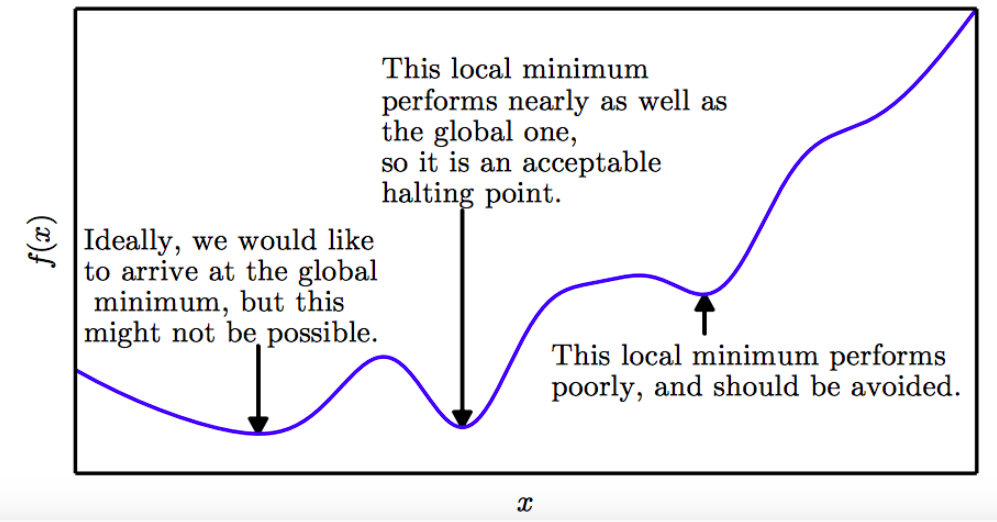 This local minimum
performs nearly as well as
the global one,
so it is an acceptable
halting point.
f(x)
Ideally, we would like
to arrive at the global
minimum, but this
might not be possible.
This local minimum performs
poorly, and should be avoided.
x